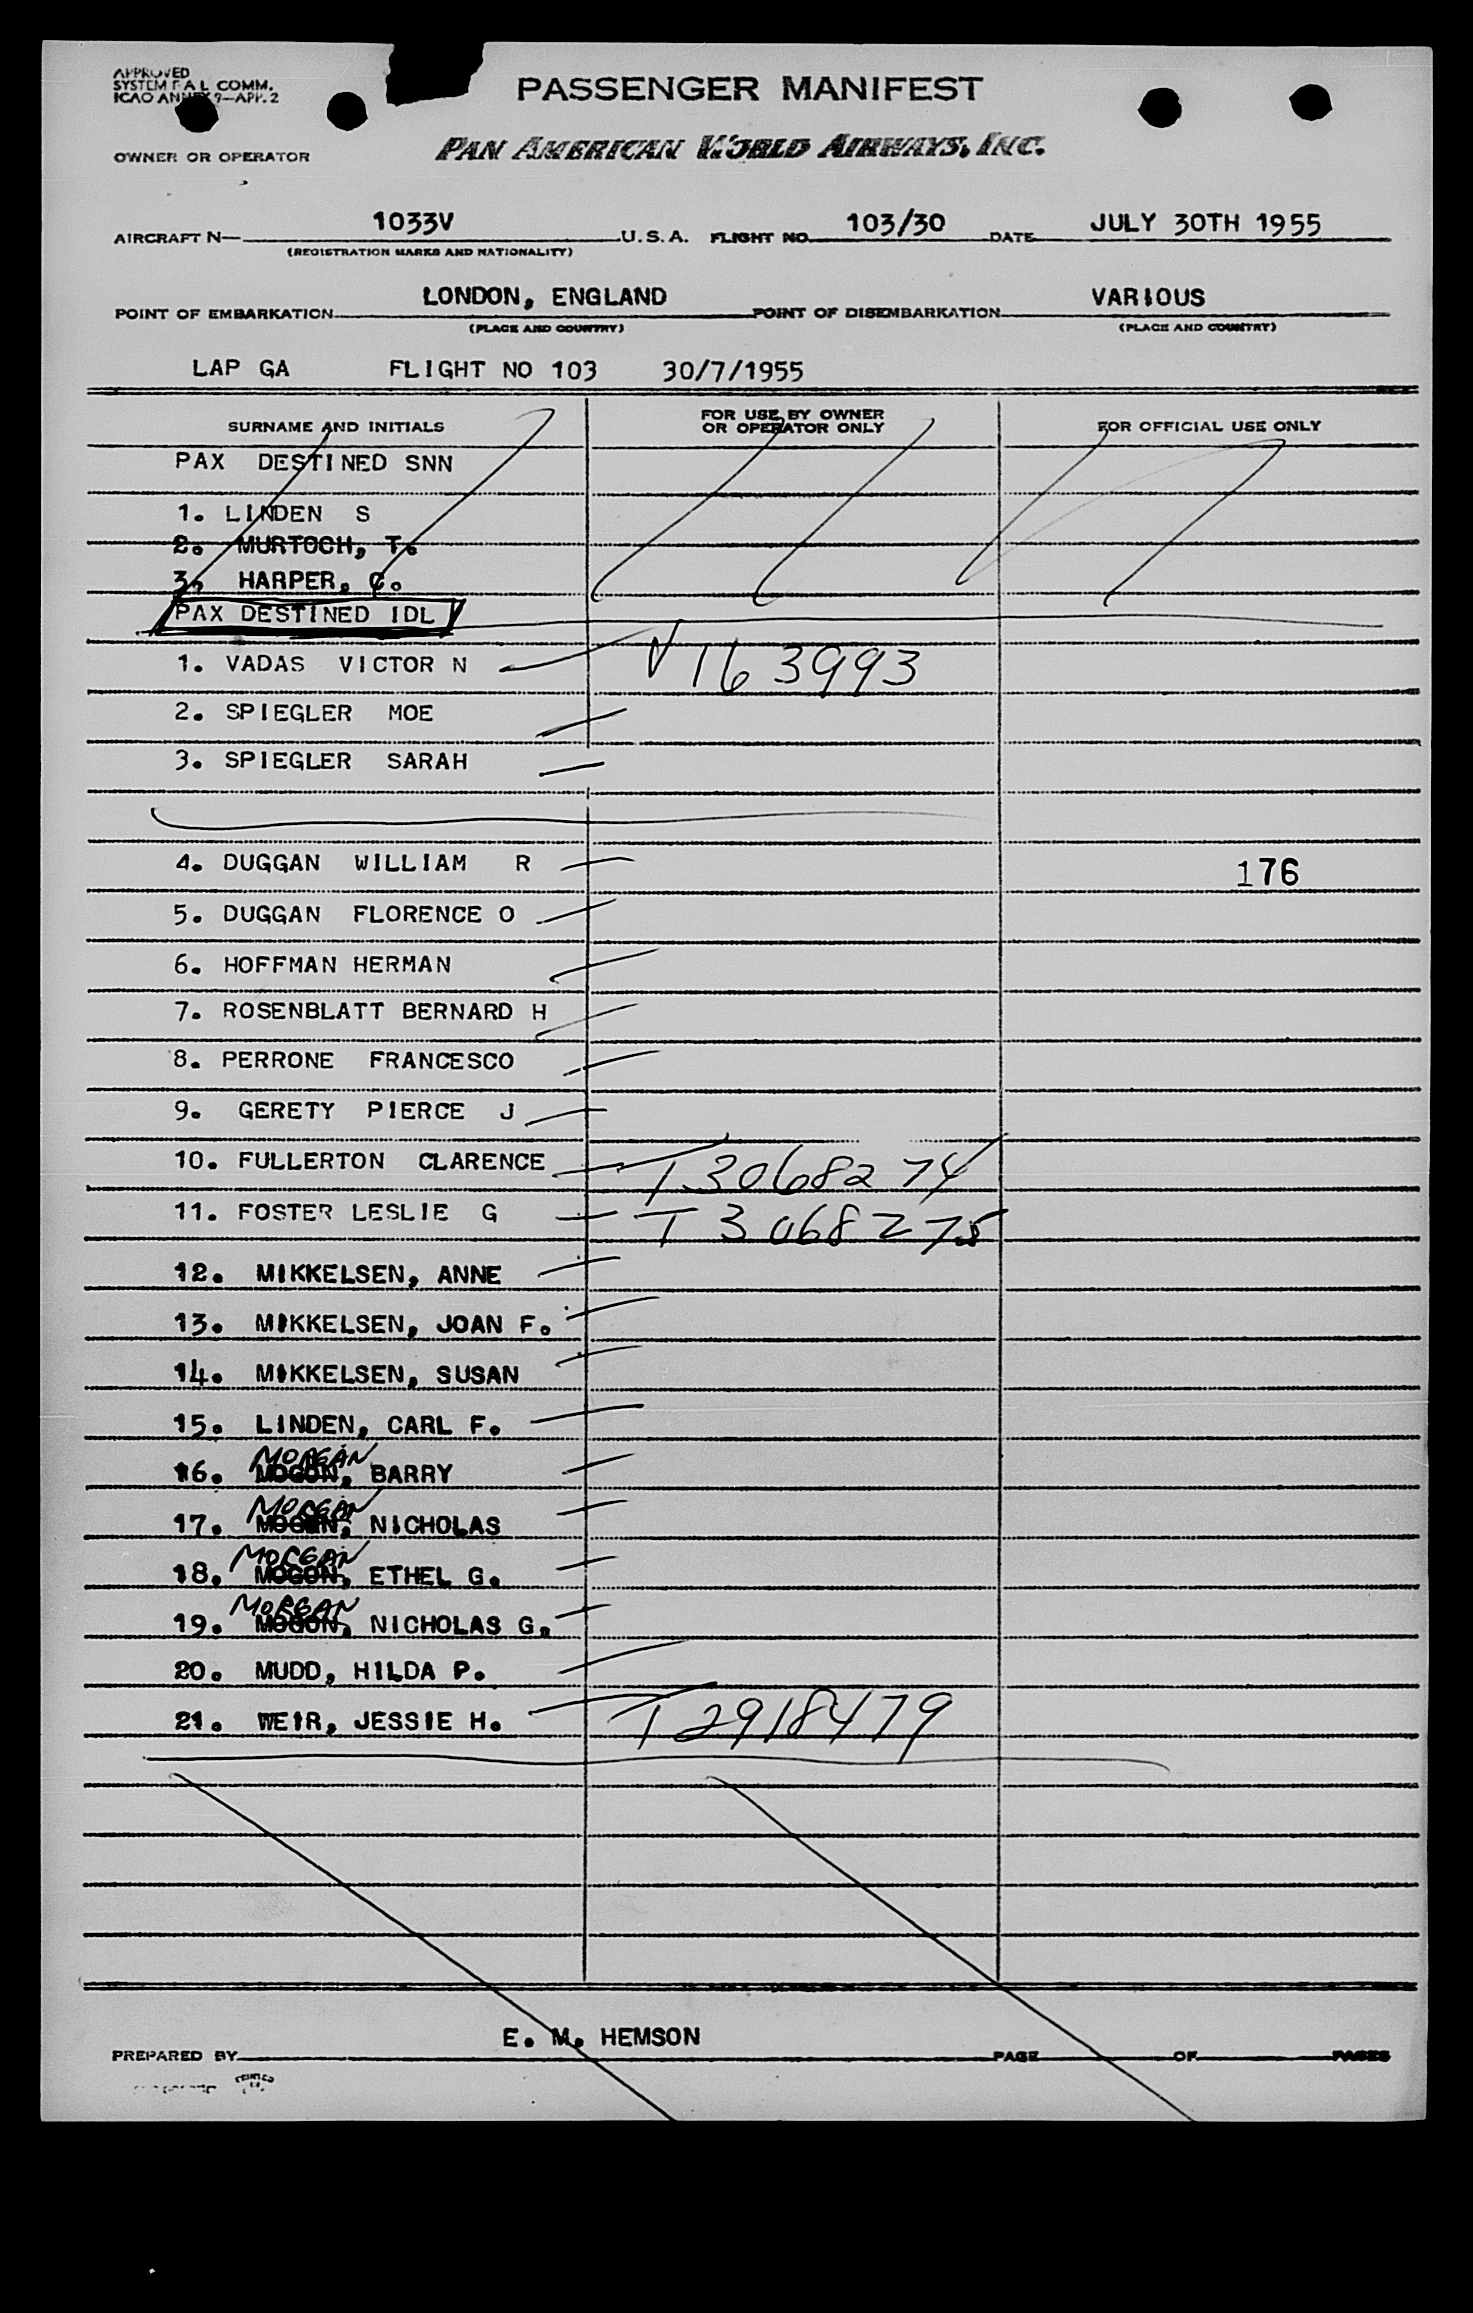 APPROVED
SYSTEM F A L COMM.
ICAO ANNEX 9—APP. 2
PASSENGER MANIFEST
OWNER OR OPERATOR PAN AMERICAN WORLD AIRWAYS, INC.
AIRCRAFT N— 1033V U.S.A. FLIGHT NO. 103/30 DATE JULY 30TH 1955
(REGISTRATION MARKS AND NATIONALITY)
POINT OF EMBARKATION LONDON, ENGLAND POINT OF DISEMBARKATION VARIOUS
(PLACE AND COUNTRY) (PLACE AND COUNTRY)
LAP GA FLIGHT NO 103 30/7/1955
SURNAME AND INITIALS FOR USE BY OWNER OR OPERATOR ONLY FOR OFFICIAL USE ONLY
PAX DESTINED SNN
1. LINDEN S
2. MURTOCH, T.
3, HARPER, C.
PAX DESTINED IDL
1. VADAS VICTOR N V163993
2. SPIEGLER MOE
3. SPIEGLER SARAH
4. DUGGAN WILLIAM R 176
5. DUGGAN FLORENCE O
6. HOFFMAN HERMAN
7. ROSENBLATT BERNARD H
8. PERRONE FRANCESCO
9. GERETY PIERCE J
10. FULLERTON CLARENCE T3068274
11. FOSTER LESLIE G T3068275
12. MIKKELSEN, ANNE
13. MIKKELSEN, JOAN F.
14. MIKKELSEN, SUSAN
15. LINDEN, CARL F.
MORGAN
16. MOGON, BARRY
MORGAN
17. MOGON, NICHOLAS
MORGAN
18. MOGON, ETHEL G.
MORGAN
19. MOGON, NICHOLAS G.
20. MUDD, HILDA P.
21. WEIR, JESSIE H. T2918479
E. M. HEMSON
PREPARED BY PAGE OF PAGES